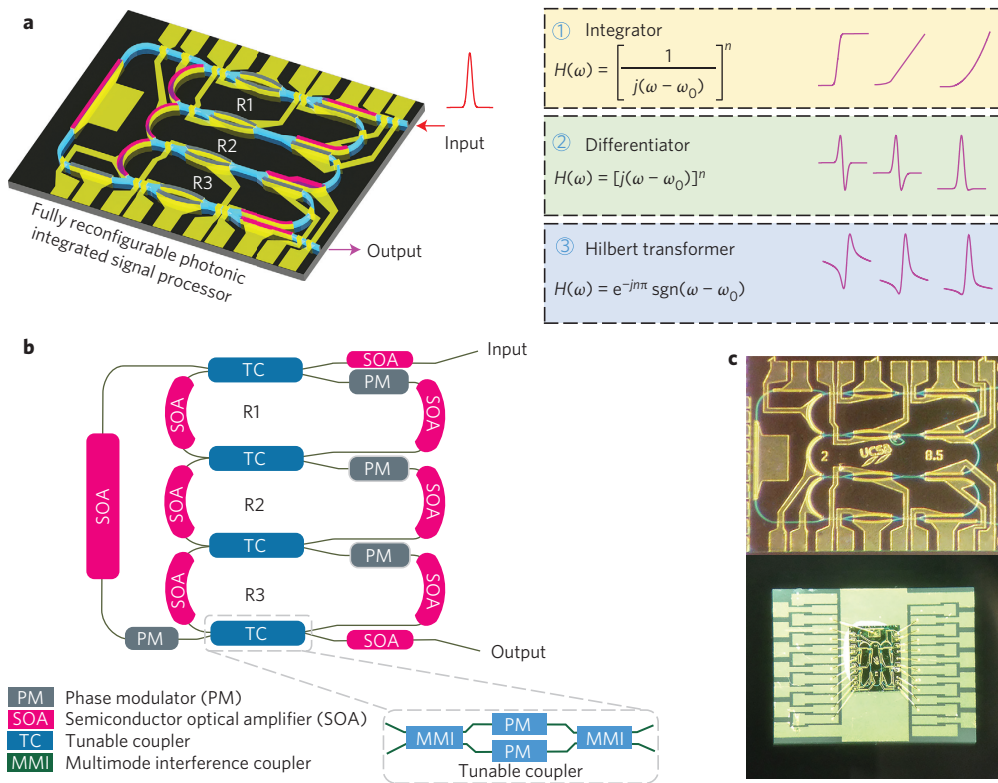 a
R1
R2
R3
Input
Output
Fully reconfigurable photonic
integrated signal processor
① Integrator
H(ω) = [1 / j(ω − ω₀)]ⁿ
② Differentiator
H(ω) = [j(ω − ω₀)]ⁿ
③ Hilbert transformer
H(ω) = e⁻ʲⁿᵖⁱ sgn(ω − ω₀)
b
SOA
Input
TC
PM
SOA
R1
SOA
TC
PM
SOA
SOA
R2
SOA
TC
PM
SOA
R3
SOA
PM
TC
SOA
Output
PM Phase modulator (PM)
SOA Semiconductor optical amplifier (SOA)
TC Tunable coupler
MMI Multimode interference coupler
PM
MMI
MMI
PM
Tunable coupler
c
2
UCSB
8.5